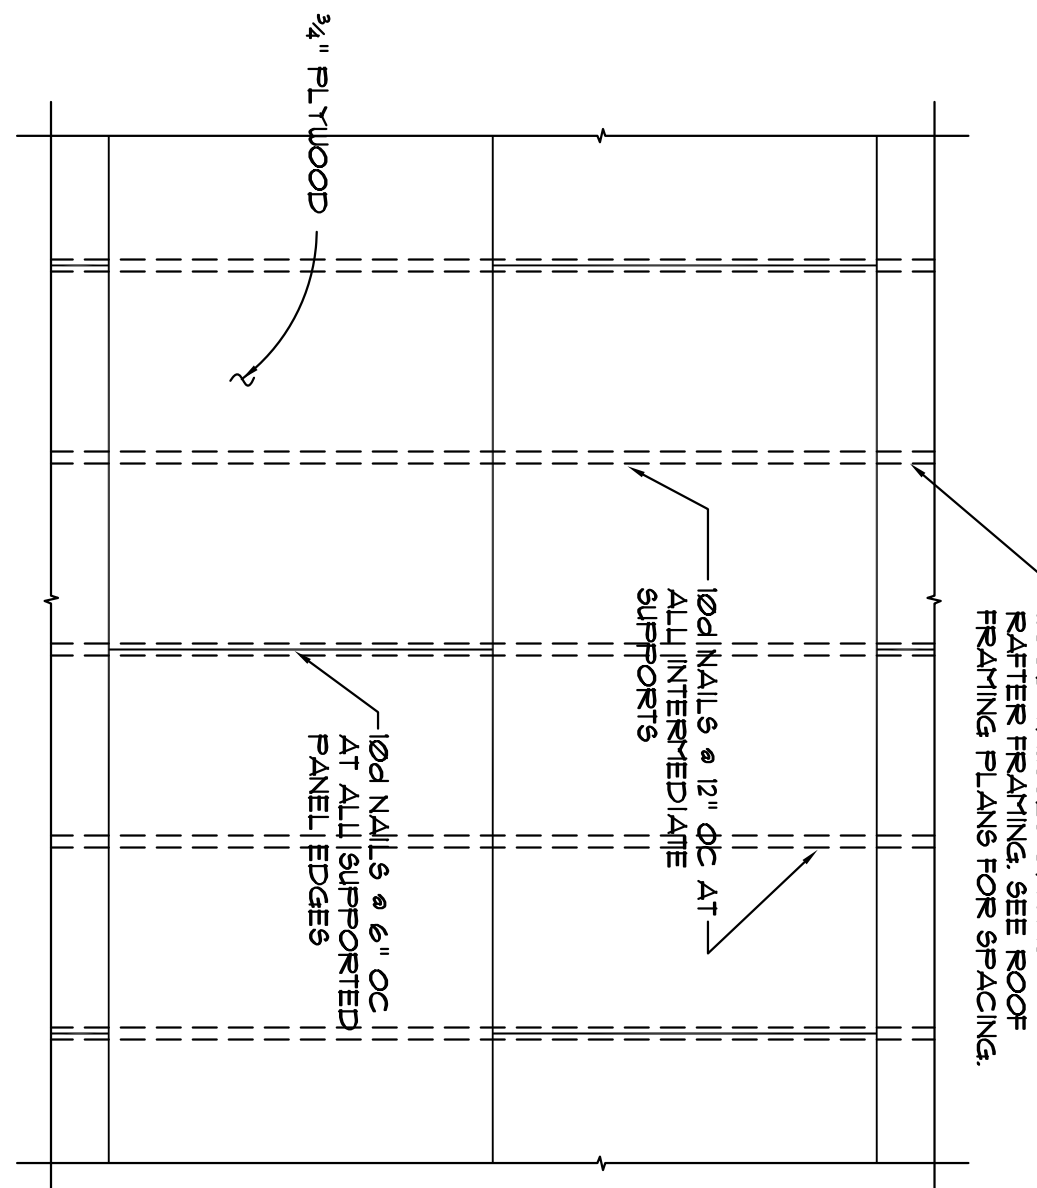 RAFTER FRAMING. SEE ROOF
FRAMING PLANS FOR SPACING.
10d NAILS @ 12" OC AT
ALL INTERMEDIATE
SUPPORTS
10d NAILS @ 6" OC
AT ALL SUPPORTED
PANEL EDGES
3/4" PLYWOOD